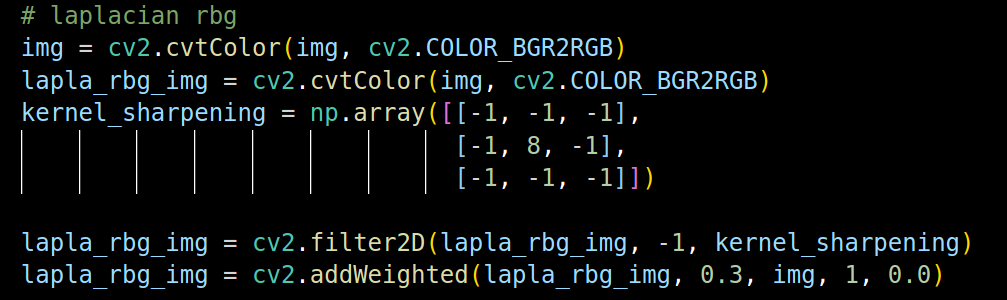 # laplacian rbg
img = cv2.cvtColor(img, cv2.COLOR_BGR2RGB)
lapla_rbg_img = cv2.cvtColor(img, cv2.COLOR_BGR2RGB)
kernel_sharpening = np.array([[-1, -1, -1],
                              [-1, 8, -1],
                              [-1, -1, -1]])

lapla_rbg_img = cv2.filter2D(lapla_rbg_img, -1, kernel_sharpening)
lapla_rbg_img = cv2.addWeighted(lapla_rbg_img, 0.3, img, 1, 0.0)